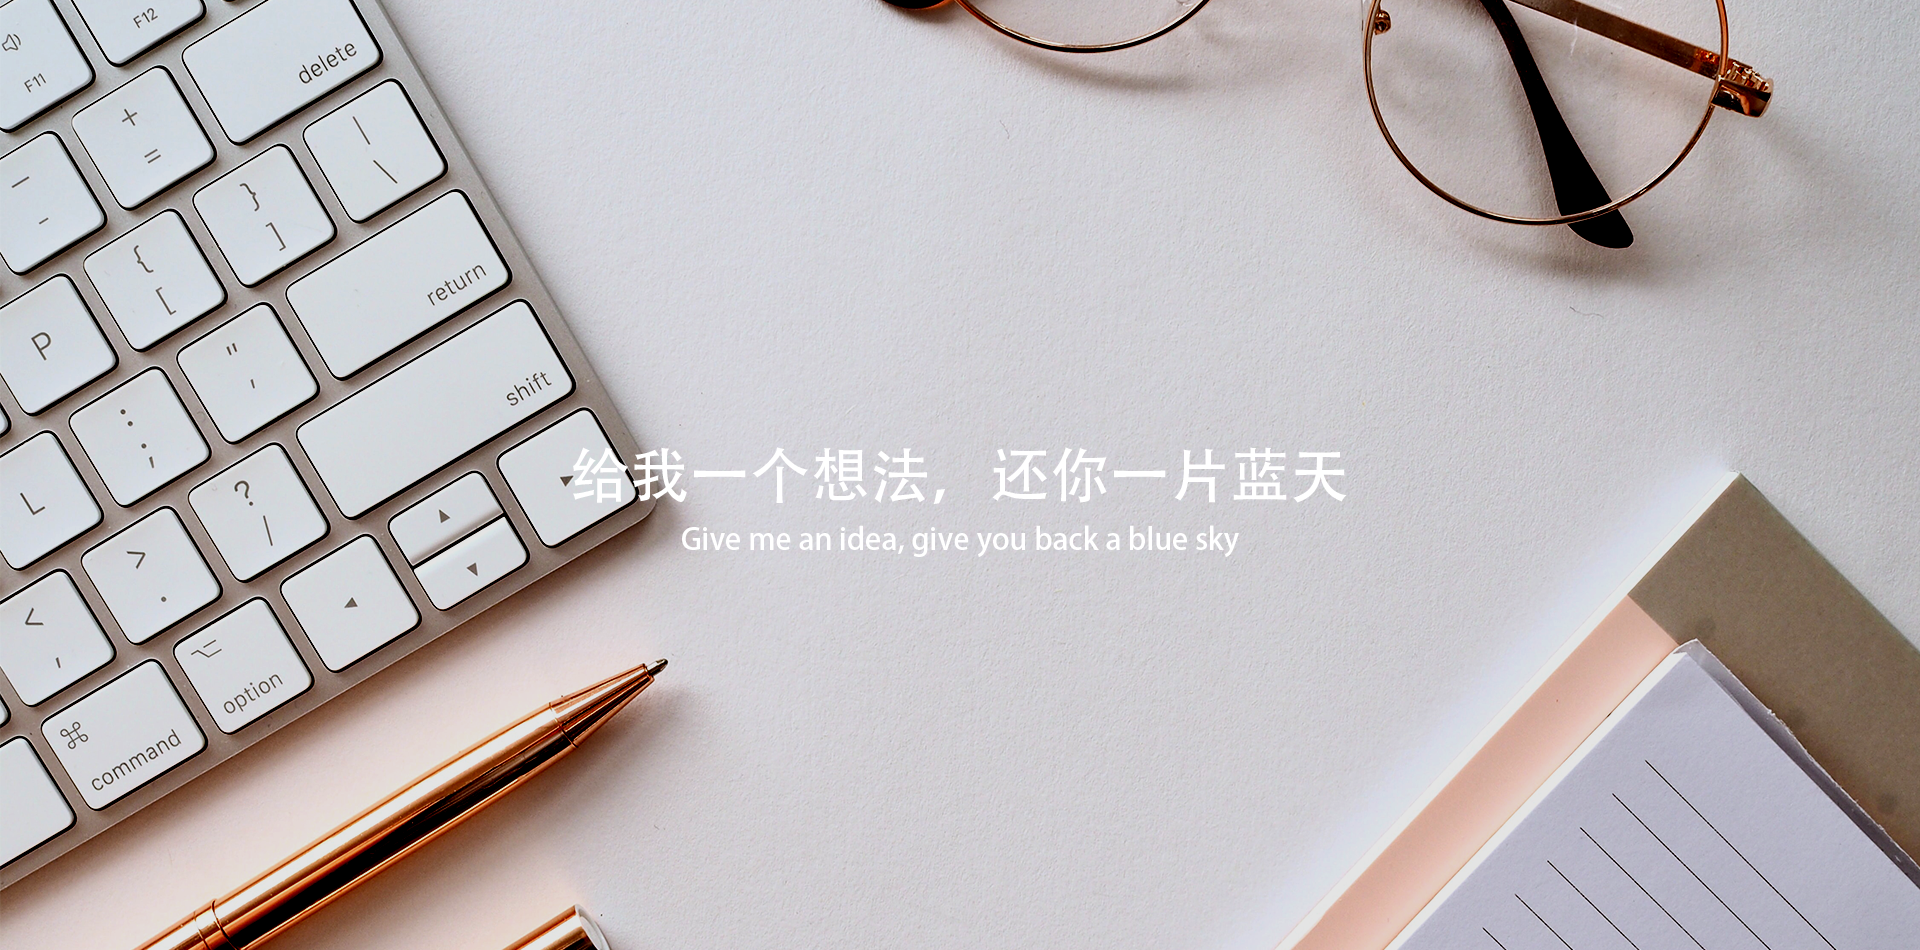 F12
F11
delete
+
=
|
\
—
-
}
]
{
[
return
P
"
'
shift
:
;
L
?
/
给我一个想法，还你一片蓝天
Give me an idea, give you back a blue sky
>
.
<
,
option
command